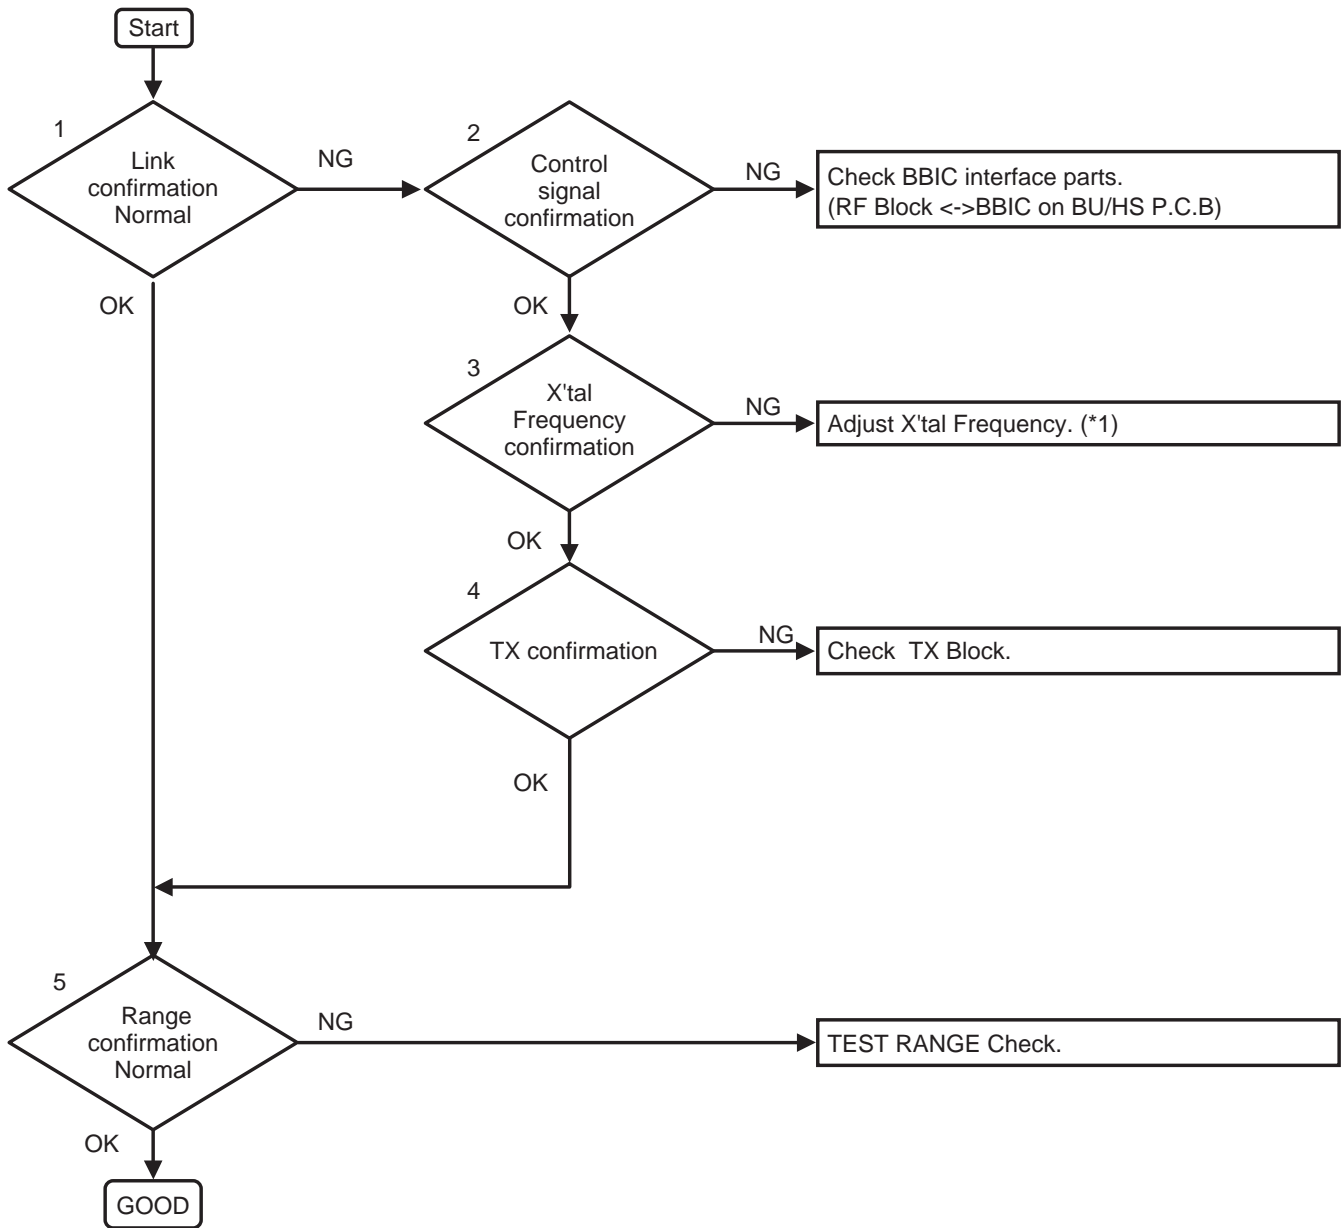 Start
1
Link
confirmation
Normal
NG
2
Control
signal
confirmation
NG
Check BBIC interface parts.
(RF Block <->BBIC on BU/HS P.C.B)
OK
OK
3
X'tal
Frequency
confirmation
NG
Adjust X'tal Frequency. (*1)
OK
4
TX confirmation
NG
Check TX Block.
OK
5
Range
confirmation
Normal
NG
TEST RANGE Check.
OK
GOOD